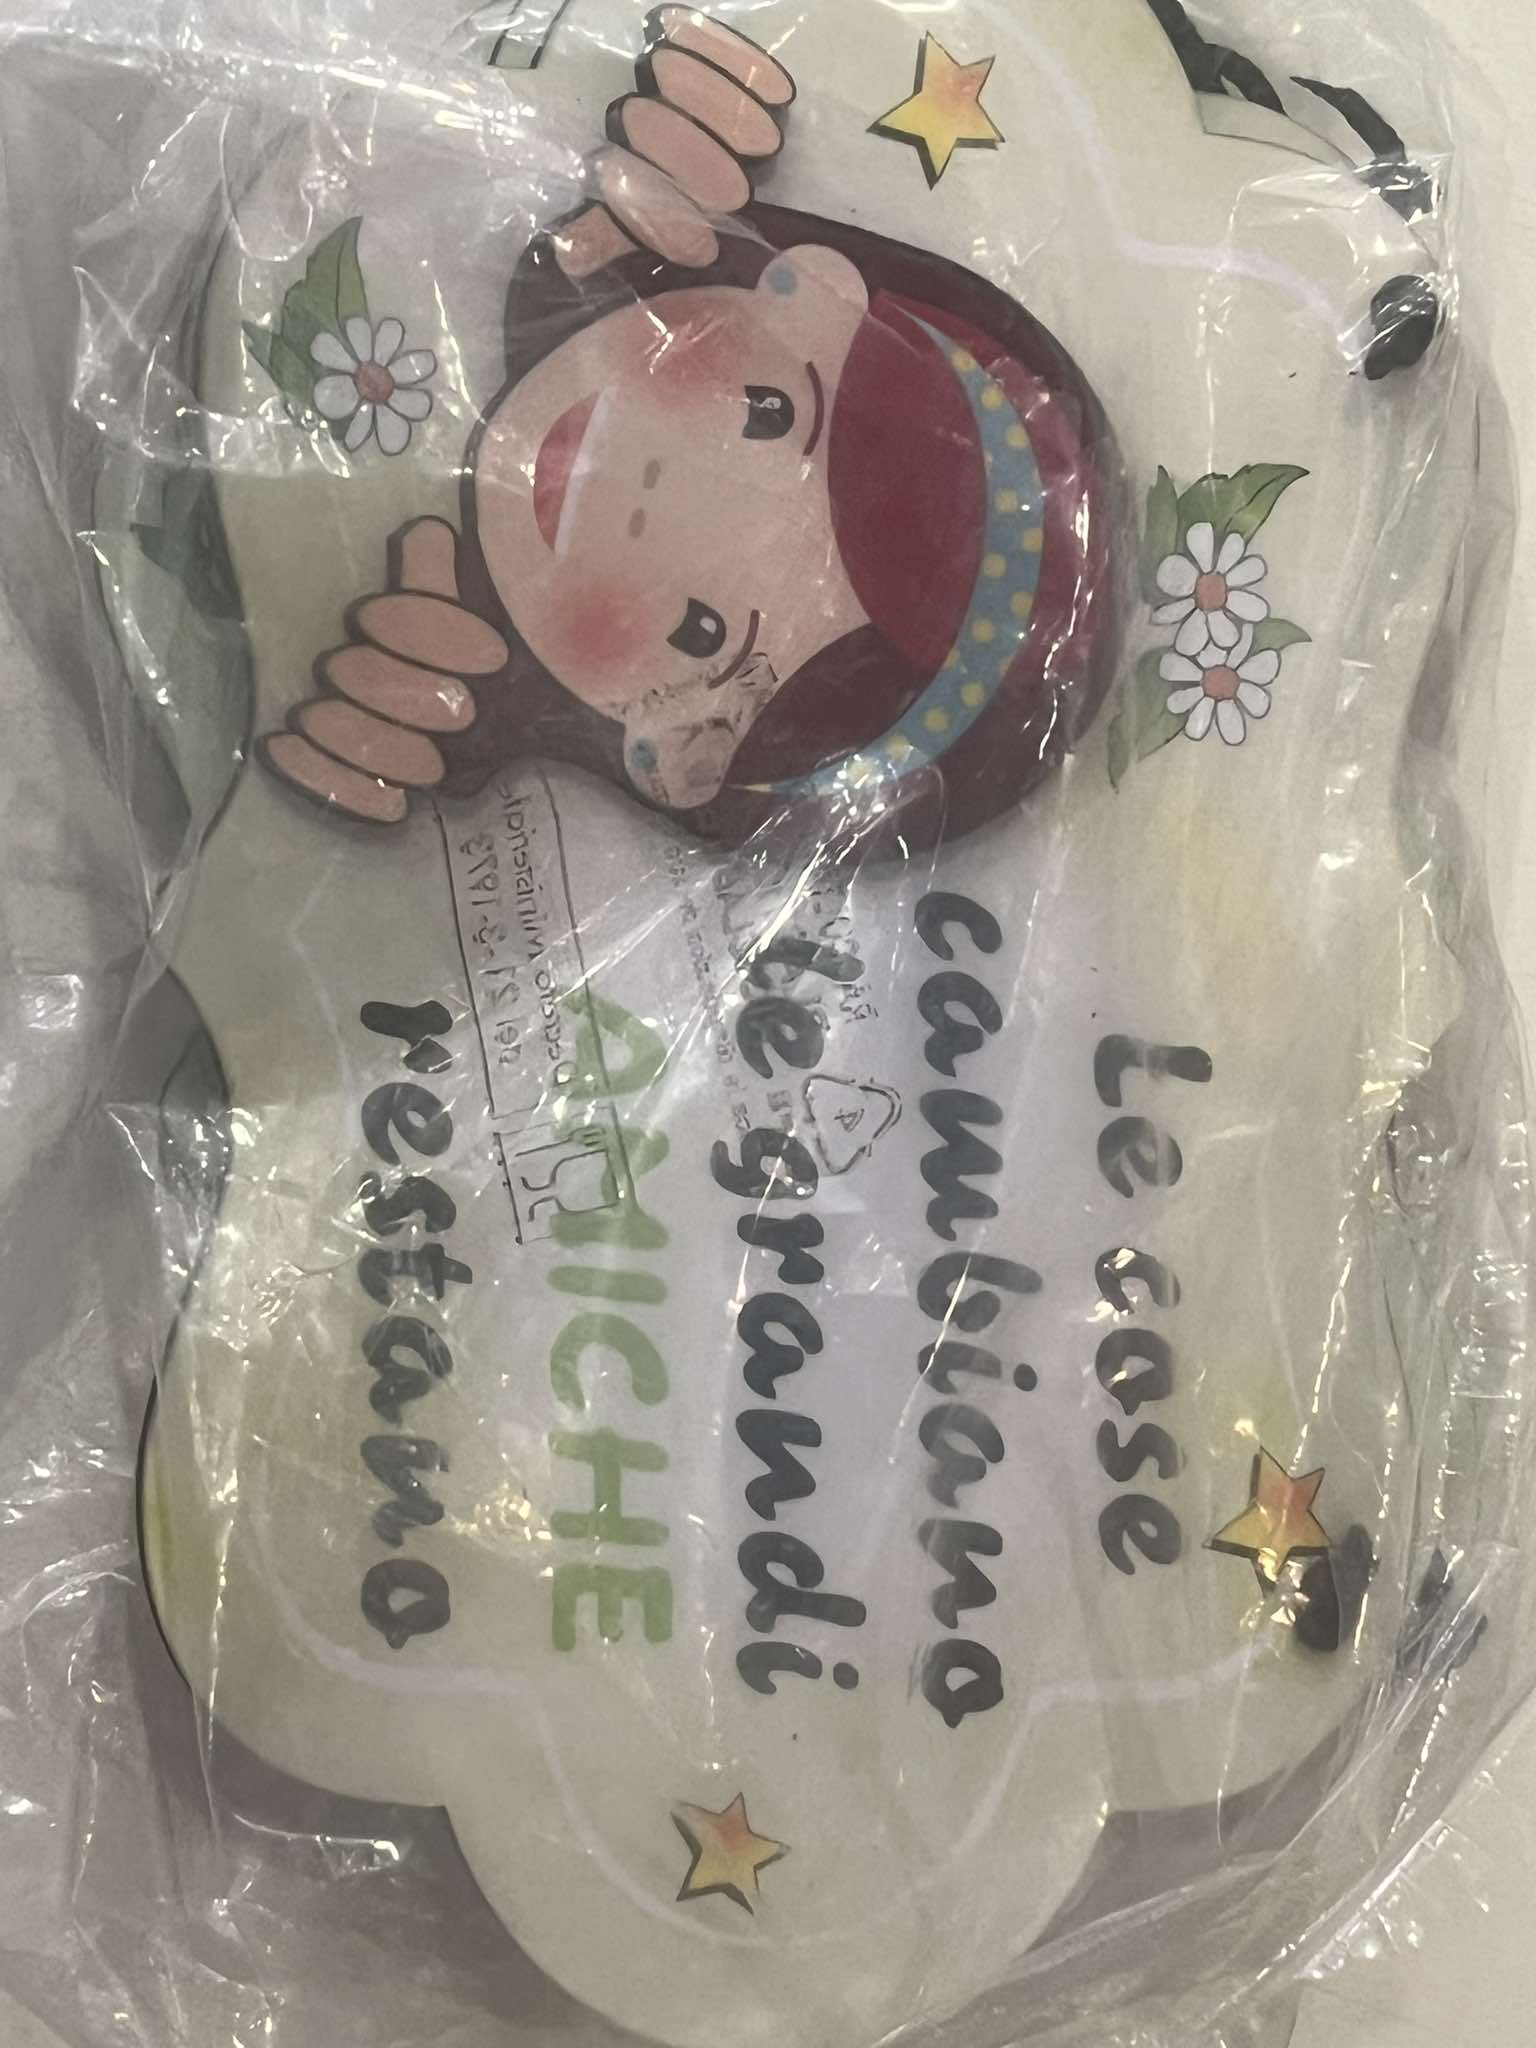 Le cose
cambiano
le grandi
AMICHE
restano